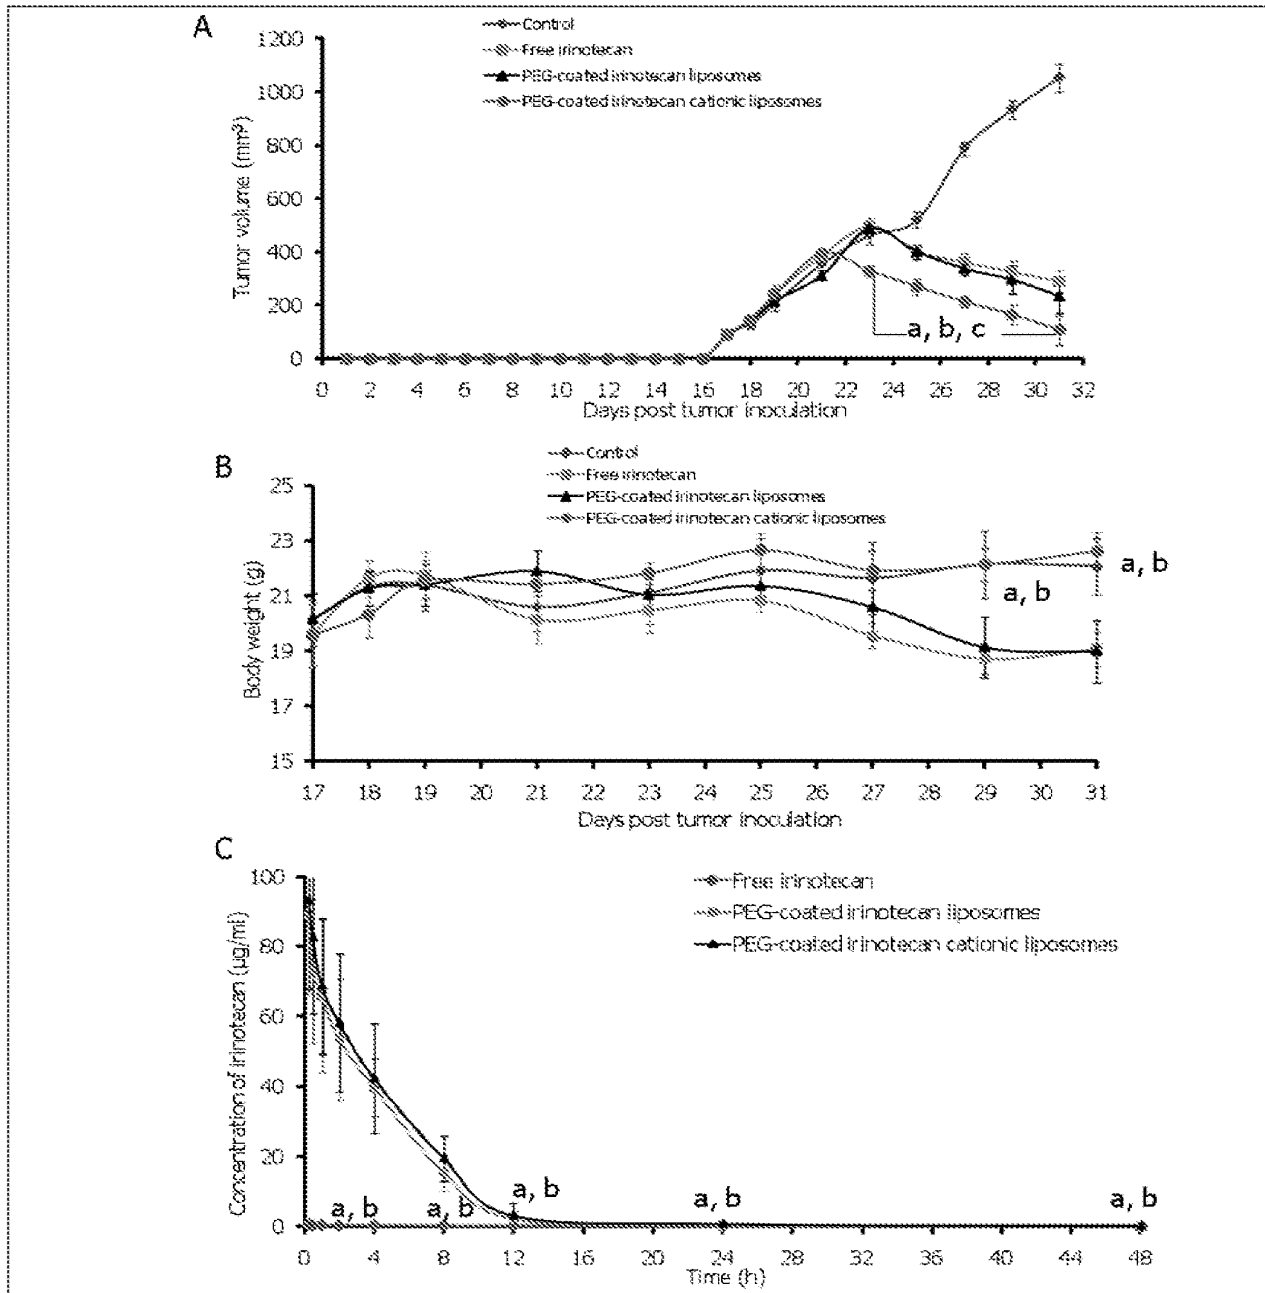 A
Control
Free irinotecan
PEG-coated irinotecan liposomes
PEG-coated irinotecan cationic liposomes
1200
1000
800
600
400
200
0
Tumor volume (mm³)
a, b, c
0 2 4 6 8 10 12 14 16 18 20 22 24 26 28 30 32
Days post tumor inoculation
B
Control
Free irinotecan
PEG-coated irinotecan liposomes
PEG-coated irinotecan cationic liposomes
25
23
21
19
17
15
Body weight (g)
a, b
a, b
17 18 19 20 21 22 23 24 25 26 27 28 29 30 31
Days post tumor inoculation
C
Free irinotecan
PEG-coated irinotecan liposomes
PEG-coated irinotecan cationic liposomes
100
80
60
40
20
0
Concentration of irinotecan (µg/ml)
a, b a, b a, b a, b a, b
0 4 8 12 16 20 24 28 32 36 40 44 48
Time (h)